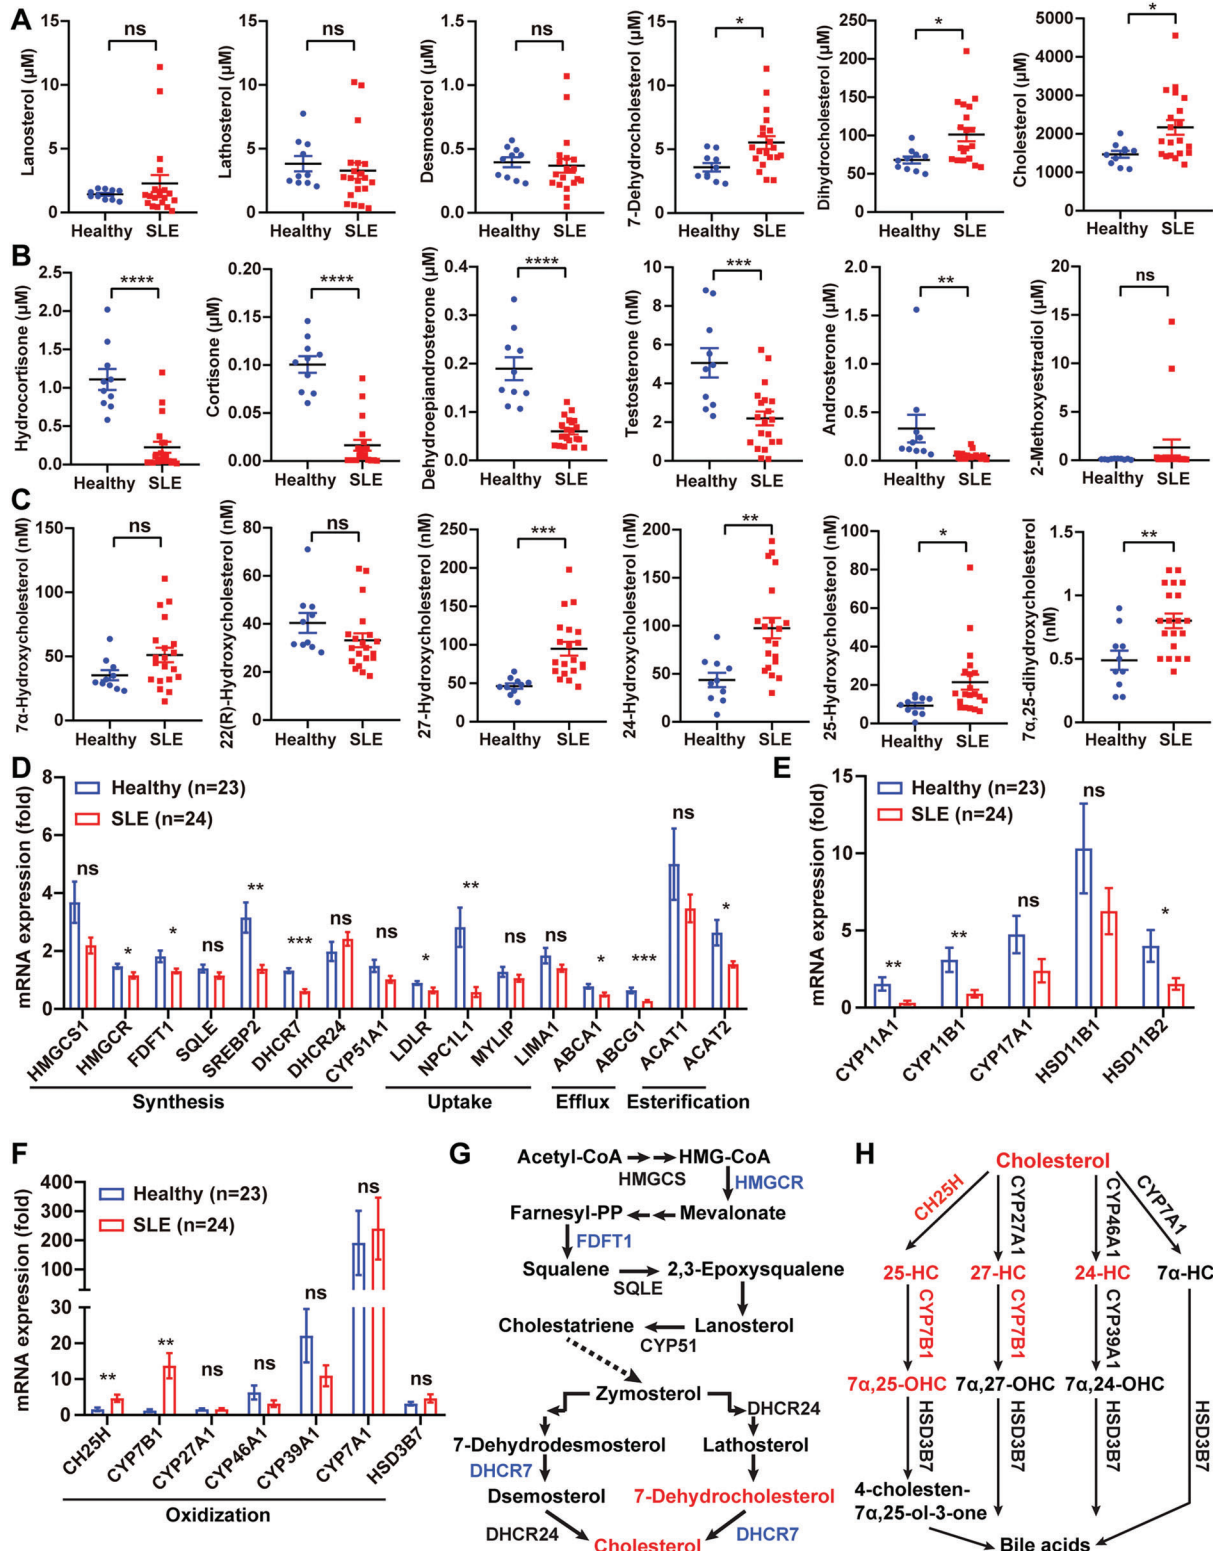 A
Lanosterol (μM)
15
10
5
0
ns
Healthy SLE
Lathosterol (μM)
15
10
5
0
ns
Healthy SLE
Desmosterol (μM)
1.5
1.0
0.5
0.0
ns
Healthy SLE
7-Dehydrocholesterol (μM)
15
10
5
0
*
Healthy SLE
Dihydrocholesterol (μM)
250
200
150
100
50
0
*
Healthy SLE
Cholesterol (μM)
5000
4000
3000
2000
1000
0
*
Healthy SLE
B
Hydrocortisone (μM)
2.5
2.0
1.5
1.0
0.5
0.0
****
Healthy SLE
Cortisone (μM)
0.20
0.15
0.10
0.05
0.00
****
Healthy SLE
Dehydroepiandrosterone (μM)
0.4
0.3
0.2
0.1
0.0
****
Healthy SLE
Testosterone (nM)
10
8
6
4
2
0
***
Healthy SLE
Androsterone (μM)
2.0
1.5
1.0
0.5
0.0
**
Healthy SLE
2-Methoxyestradiol (μM)
20
15
10
5
0
ns
Healthy SLE
C
7α-Hydroxycholesterol (nM)
150
100
50
0
ns
Healthy SLE
22(R)-Hydroxycholesterol (nM)
80
60
40
20
0
ns
Healthy SLE
27-Hydroxycholesterol (nM)
250
200
150
100
50
0
***
Healthy SLE
24-Hydroxycholesterol (nM)
200
150
100
50
0
**
Healthy SLE
25-Hydroxycholesterol (nM)
100
80
60
40
20
0
*
Healthy SLE
7α,25-dihydroxycholesterol
(nM)
1.5
1
0.5
0
**
Healthy SLE
D
mRNA expression (fold)
8
6
4
2
0
Healthy (n=23)
SLE (n=24)
ns * * ns ** *** ns ns * ** ns ns * *** ns *
HMGCS1 HMGCR FDFT1 SQLE SREBP2 DHCR7 DHCR24 CYP51A1 LDLR NPC1L1 MYLIP LIMA1 ABCA1 ABCG1 ACAT1 ACAT2
Synthesis Uptake Efflux Esterification
E
mRNA expression (fold)
15
10
5
0
Healthy (n=23)
SLE (n=24)
** ** ns ns *
CYP11A1 CYP11B1 CYP17A1 HSD11B1 HSD11B2
F
mRNA expression (fold)
400
300
200
100
30
20
10
0
Healthy (n=23)
SLE (n=24)
** ** ns ns ns ns ns
CH25H CYP7B1 CYP27A1 CYP46A1 CYP39A1 CYP7A1 HSD3B7
Oxidization
G
Acetyl-CoA HMG-CoA
HMGCS HMGCR
Farnesyl-PP Mevalonate
FDFT1
Squalene 2,3-Epoxysqualene
SQLE
Cholestatriene Lanosterol
CYP51
Zymosterol
DHCR24
7-Dehydrodesmosterol Lathosterol
DHCR7
Dsemosterol 7-Dehydrocholesterol
DHCR24 DHCR7
Cholesterol
H
Cholesterol
CH25H CYP27A1 CYP46A1 CYP7A1
25-HC 27-HC 24-HC 7α-HC
CYP7B1 CYP7B1 CYP39A1
7α,25-OHC 7α,27-OHC 7α,24-OHC
HSD3B7 HSD3B7 HSD3B7 HSD3B7
4-cholesten-
7α,25-ol-3-one
Bile acids